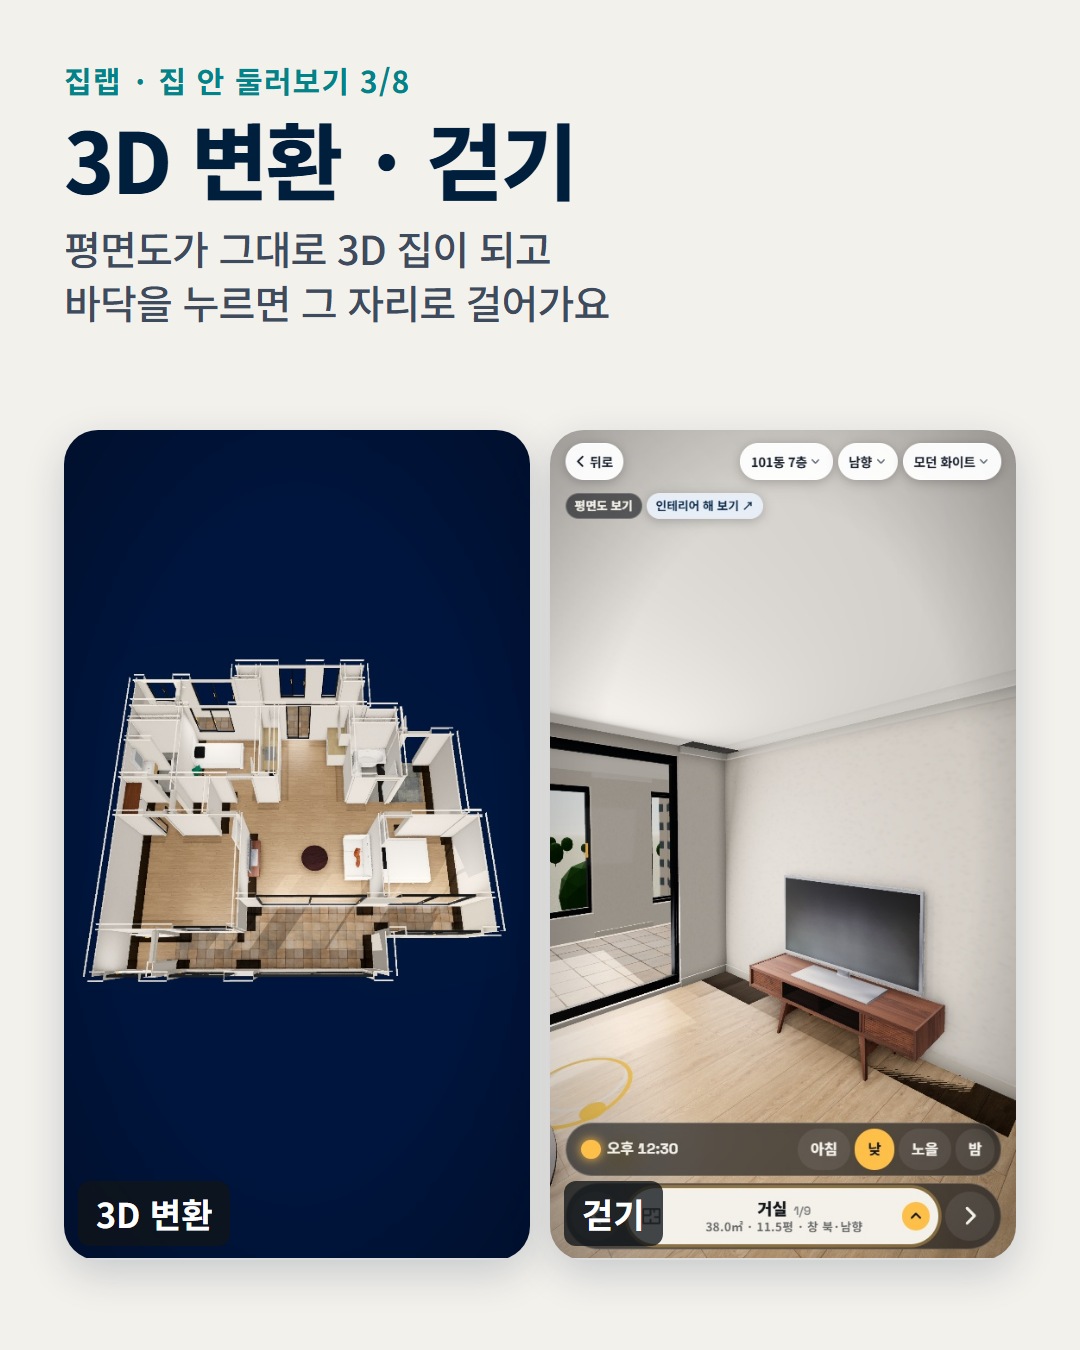 집랩 · 집 안 둘러보기 3/8
3D 변환 · 걷기
평면도가 그대로 3D 집이 되고
바닥을 누르면 그 자리로 걸어가요
뒤로
101동 7층
남향
모던 화이트
평면도 보기
인테리어 해 보기 ↗
오후 12:30
아침
낮
노을
밤
3D 변환
걷기
거실 1/9
38.0㎡ · 11.5평 · 창 북·남향